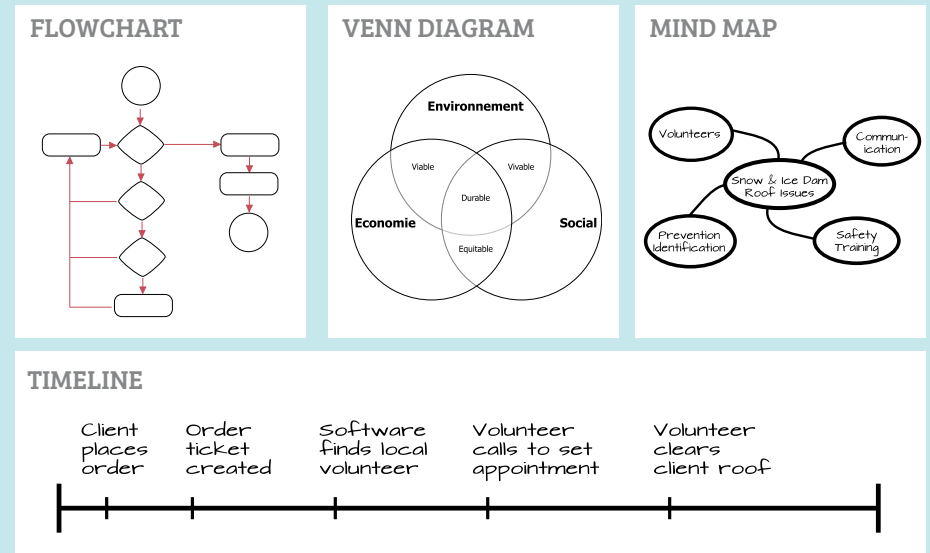 FLOWCHART
VENN DIAGRAM
Environnement
Viable
Vivable
Durable
Economie
Social
Equitable
MIND MAP
Volunteers
Commun-
ication
Snow & Ice Dam
Roof Issues
Prevention
Identification
Safety
Training
TIMELINE
Client
places
order
Order
ticket
created
Software
finds local
volunteer
Volunteer
calls to set
appointment
Volunteer
clears
client roof